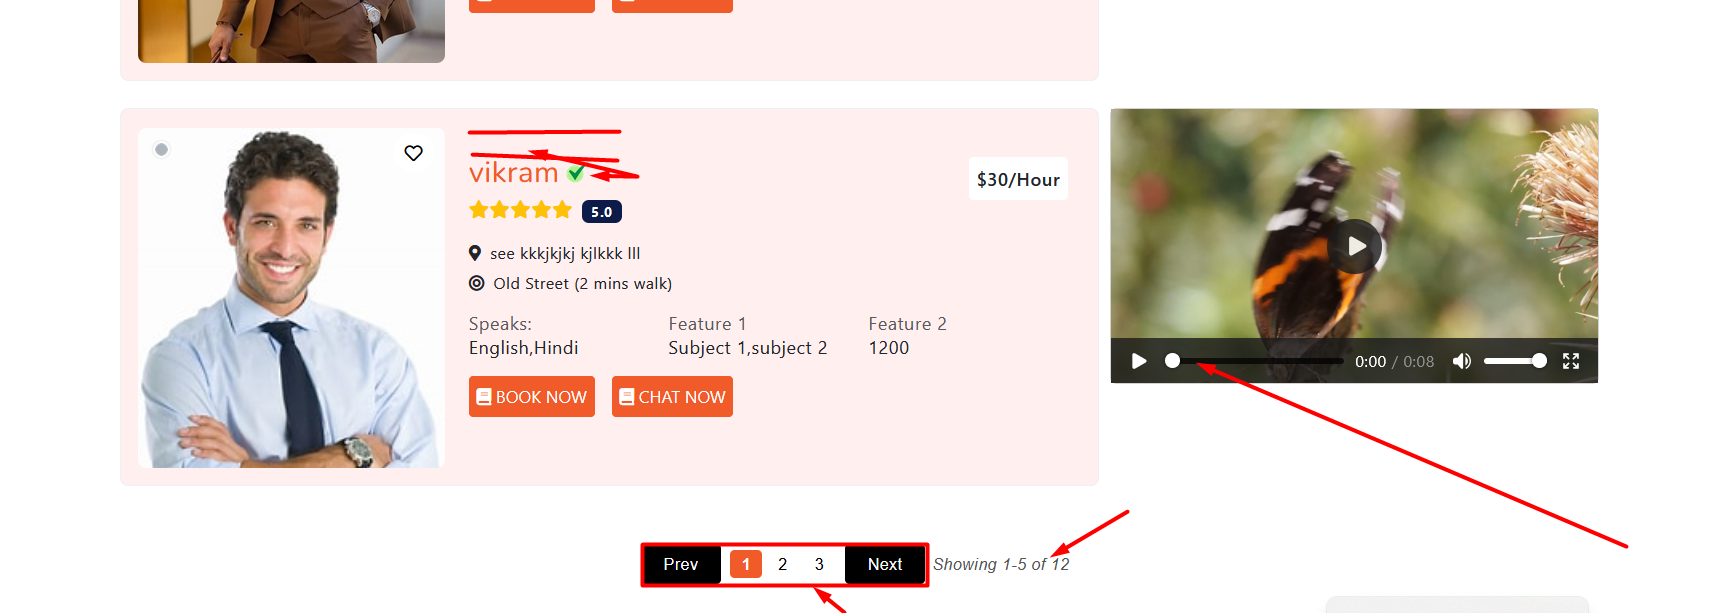 vikram
5.0
$30/Hour
see kkkjkjkj kjlkkk lll
Old Street (2 mins walk)
Speaks: Feature 1 Feature 2
English,Hindi Subject 1,subject 2 1200
BOOK NOW CHAT NOW
0:00 / 0:08
Prev 1 2 3 Next Showing 1-5 of 12